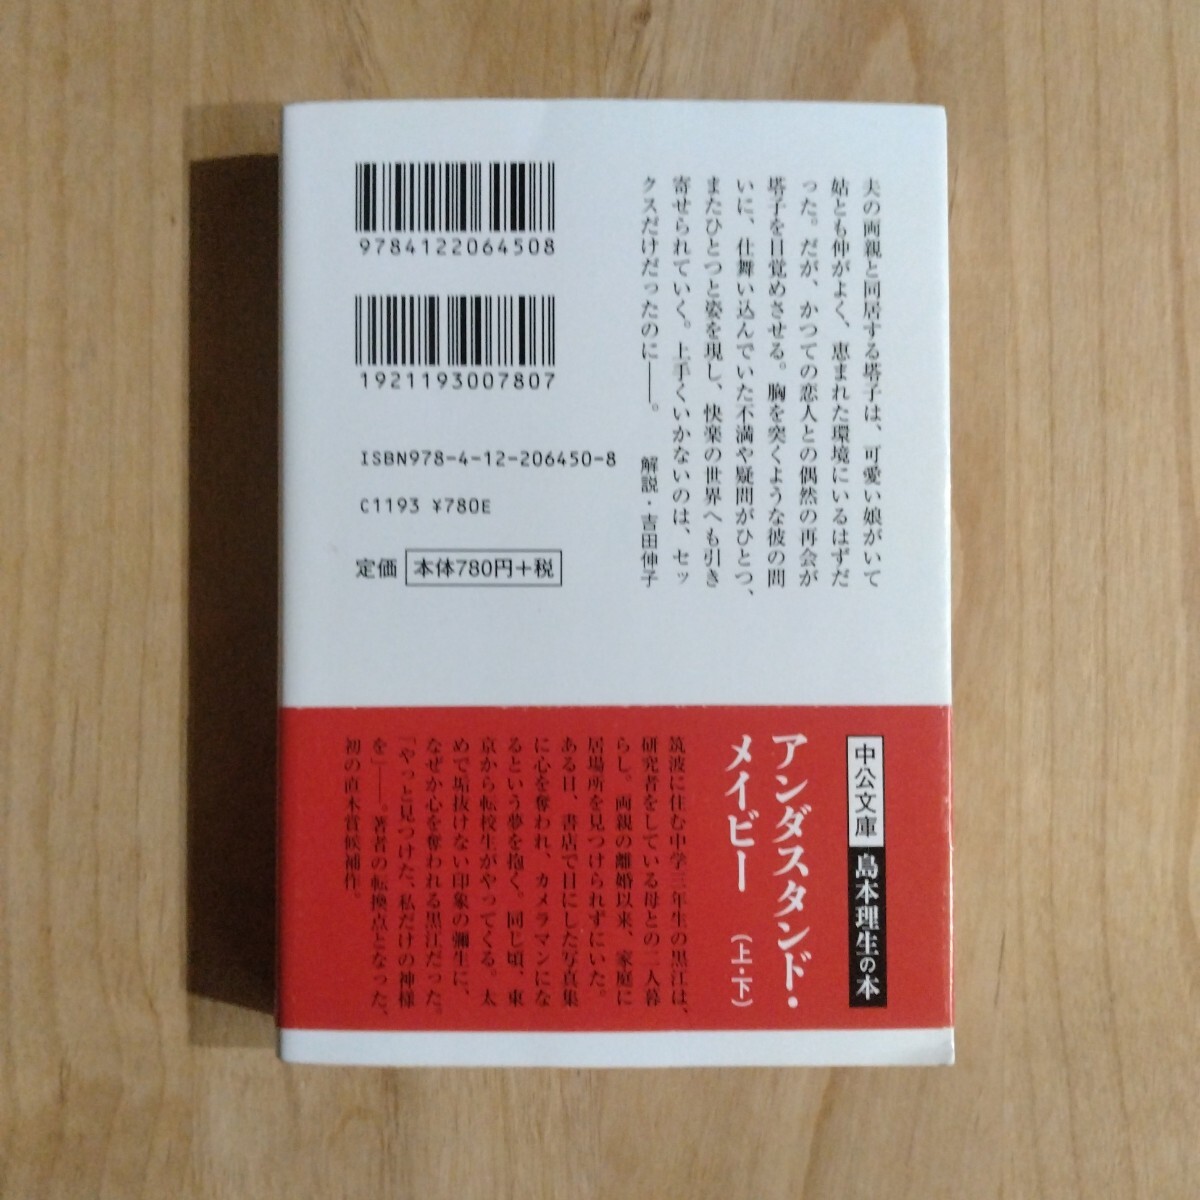 夫の両親と同居する塔子は、可愛い娘がいて
姑とも仲がよく、恵まれた環境にいるはずだ
った。だが、かつての恋人との偶然の再会が
塔子を目覚めさせる。胸を突くような彼の問
いに、仕舞い込んでいた不満や疑問がひとつ、
またひとつと姿を現し、快楽の世界へも引き
寄せられていく。上手くいかないのは、セッ
クスだけだったのに――。
解説・吉田伸子
9784122064508
1921193007807
ISBN978-4-12-206450-8
C1193 ¥780E
定価 本体780円+税
中公文庫 島本理生の本
アンダスタンド・
メイビー（上・下）
筑波に住む中学三年生の黒江は、
研究者をしている母との二人暮
らし。両親の離婚以来、家庭に
居場所を見つけられずにいた。
ある日、書店で目にした写真集
に心を奪われ、カメラマンにな
るという夢を抱く。同じ頃、東
京から転校生がやってくる。太
めで垢抜けない印象の彌生に、
なぜか心を奪われる黒江だった。
「やっと見つけた、私だけの神様
を」――。著者の転換点となった、
初の直木賞候補作。